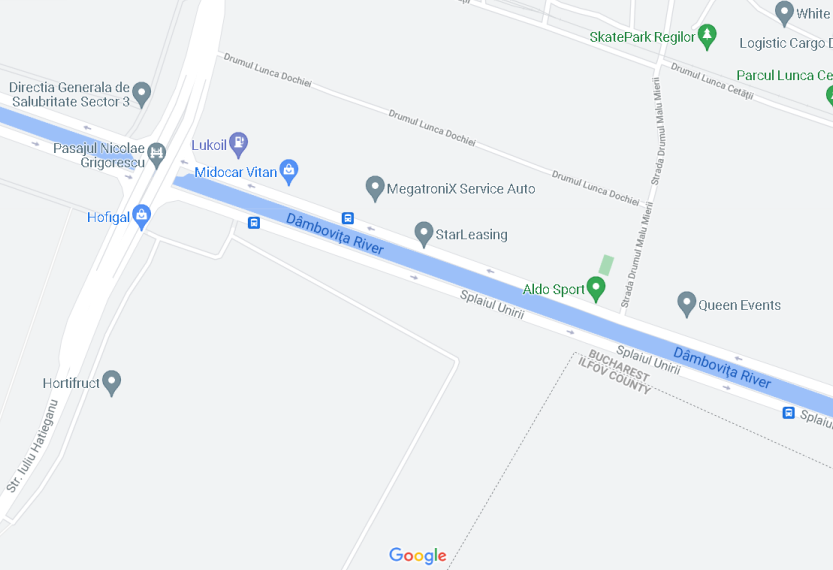 White
SkatePark Regilor
Logistic Cargo D
Drumul Lunca Cetății
Parcul Lunca Ce
Drumul Lunca Dochiei
Directia Generala de
Salubritate Sector 3
Strada Drumul Malu Mierii
Drumul Lunca Dochiei
Lukoil
Pasajul Nicolae
Grigorescu
Midocar Vitan
Drumul Lunca Dochiei
MegatroniX Service Auto
Hofigal
Dâmbovița River
StarLeasing
Strada Drumul Malu Mierii
Aldo Sport
Splaiul Unirii
Queen Events
Splaiul Unirii
Dâmbovița River
BUCHAREST
ILFOV COUNTY
Hortifruct
Splaiu
Str. Iuliu Hatieganu
Google